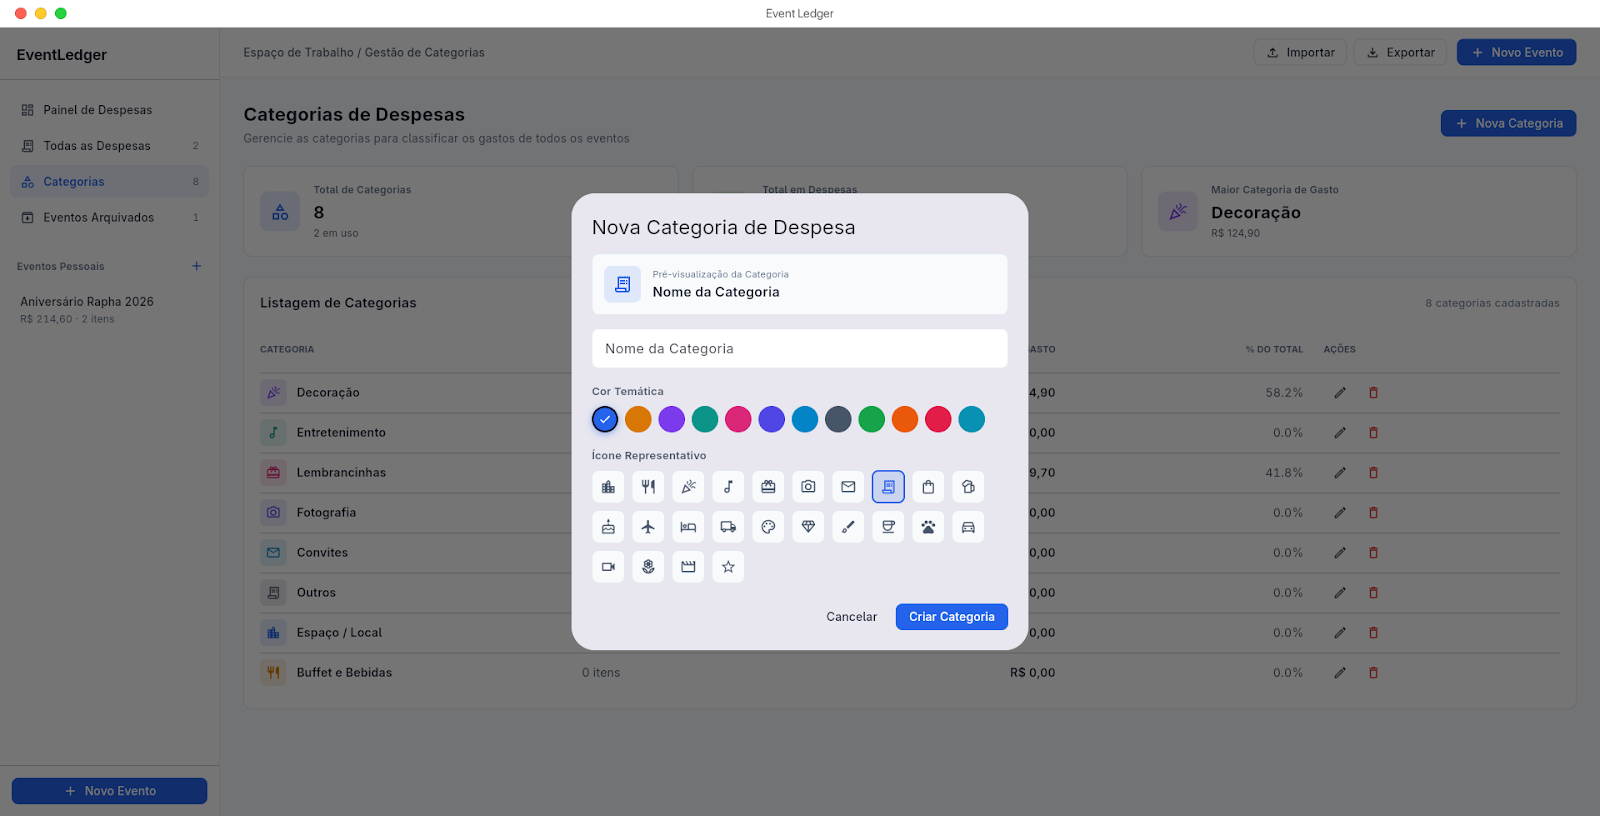 Event Ledger
EventLedger
Espaço de Trabalho / Gestão de Categorias
Importar
Exportar
Novo Evento
Painel de Despesas
Todas as Despesas 2
Categorias 8
Eventos Arquivados 1
Eventos Pessoais
Aniversário Rapha 2026
R$ 214,60 · 2 itens
Novo Evento
Categorias de Despesas
Gerencie as categorias para classificar os gastos de todos os eventos
Nova Categoria
Total de Categorias
8
2 em uso
Total em Despesas
Maior Categoria de Gasto
Decoração
R$ 124,90
Listagem de Categorias
8 categorias cadastradas
CATEGORIA ASTO % DO TOTAL AÇÕES
Decoração 4,90 58.2%
Entretenimento 0,00 0.0%
Lembrancinhas 9,70 41.8%
Fotografia 0,00 0.0%
Convites 0,00 0.0%
Outros 0,00 0.0%
Espaço / Local 0,00 0.0%
Buffet e Bebidas 0 itens R$ 0,00 0.0%
Nova Categoria de Despesa
Pré-visualização da Categoria
Nome da Categoria
Nome da Categoria
Cor Temática
Ícone Representativo
Cancelar
Criar Categoria